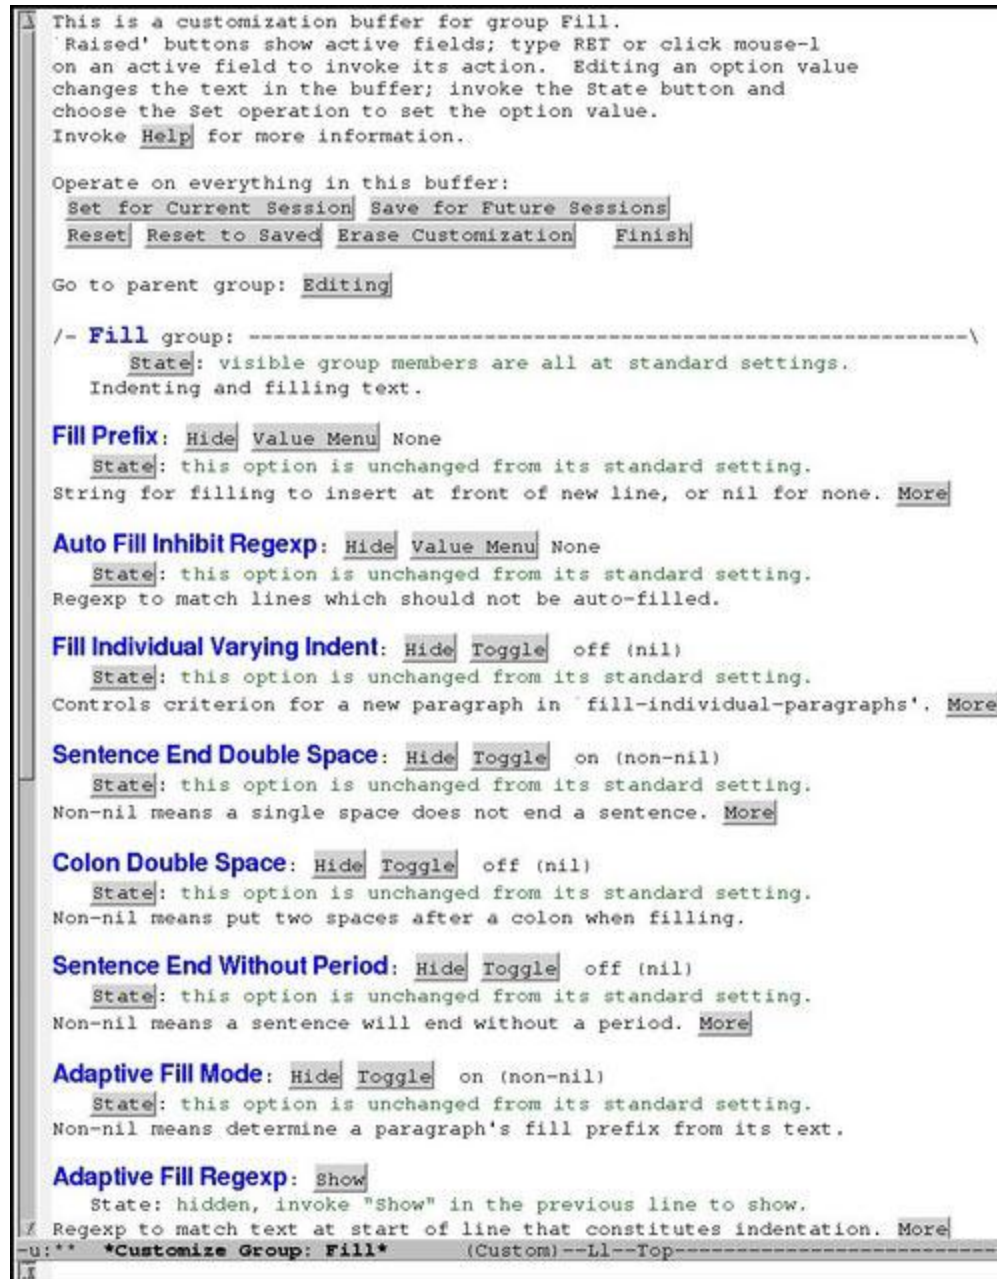 This is a customization buffer for group Fill.
`Raised' buttons show active fields; type RET or click mouse-1
on an active field to invoke its action.  Editing an option value
changes the text in the buffer; invoke the State button and
choose the Set operation to set the option value.
Invoke Help for more information.
Operate on everything in this buffer:
Set for Current Session Save for Future Sessions
Reset Reset to Saved Erase Customization Finish
Go to parent group: Editing
/- Fill group: ----------------------------------------------------------\
State: visible group members are all at standard settings.
Indenting and filling text.
Fill Prefix: Hide Value Menu None
State: this option is unchanged from its standard setting.
String for filling to insert at front of new line, or nil for none. More
Auto Fill Inhibit Regexp: Hide Value Menu None
State: this option is unchanged from its standard setting.
Regexp to match lines which should not be auto-filled.
Fill Individual Varying Indent: Hide Toggle off (nil)
State: this option is unchanged from its standard setting.
Controls criterion for a new paragraph in `fill-individual-paragraphs'. More
Sentence End Double Space: Hide Toggle on (non-nil)
State: this option is unchanged from its standard setting.
Non-nil means a single space does not end a sentence. More
Colon Double Space: Hide Toggle off (nil)
State: this option is unchanged from its standard setting.
Non-nil means put two spaces after a colon when filling.
Sentence End Without Period: Hide Toggle off (nil)
State: this option is unchanged from its standard setting.
Non-nil means a sentence will end without a period. More
Adaptive Fill Mode: Hide Toggle on (non-nil)
State: this option is unchanged from its standard setting.
Non-nil means determine a paragraph's fill prefix from its text.
Adaptive Fill Regexp: Show
State: hidden, invoke "Show" in the previous line to show.
Regexp to match text at start of line that constitutes indentation. More
-u:** *Customize Group: Fill* (Custom)--L1--Top--------------------------